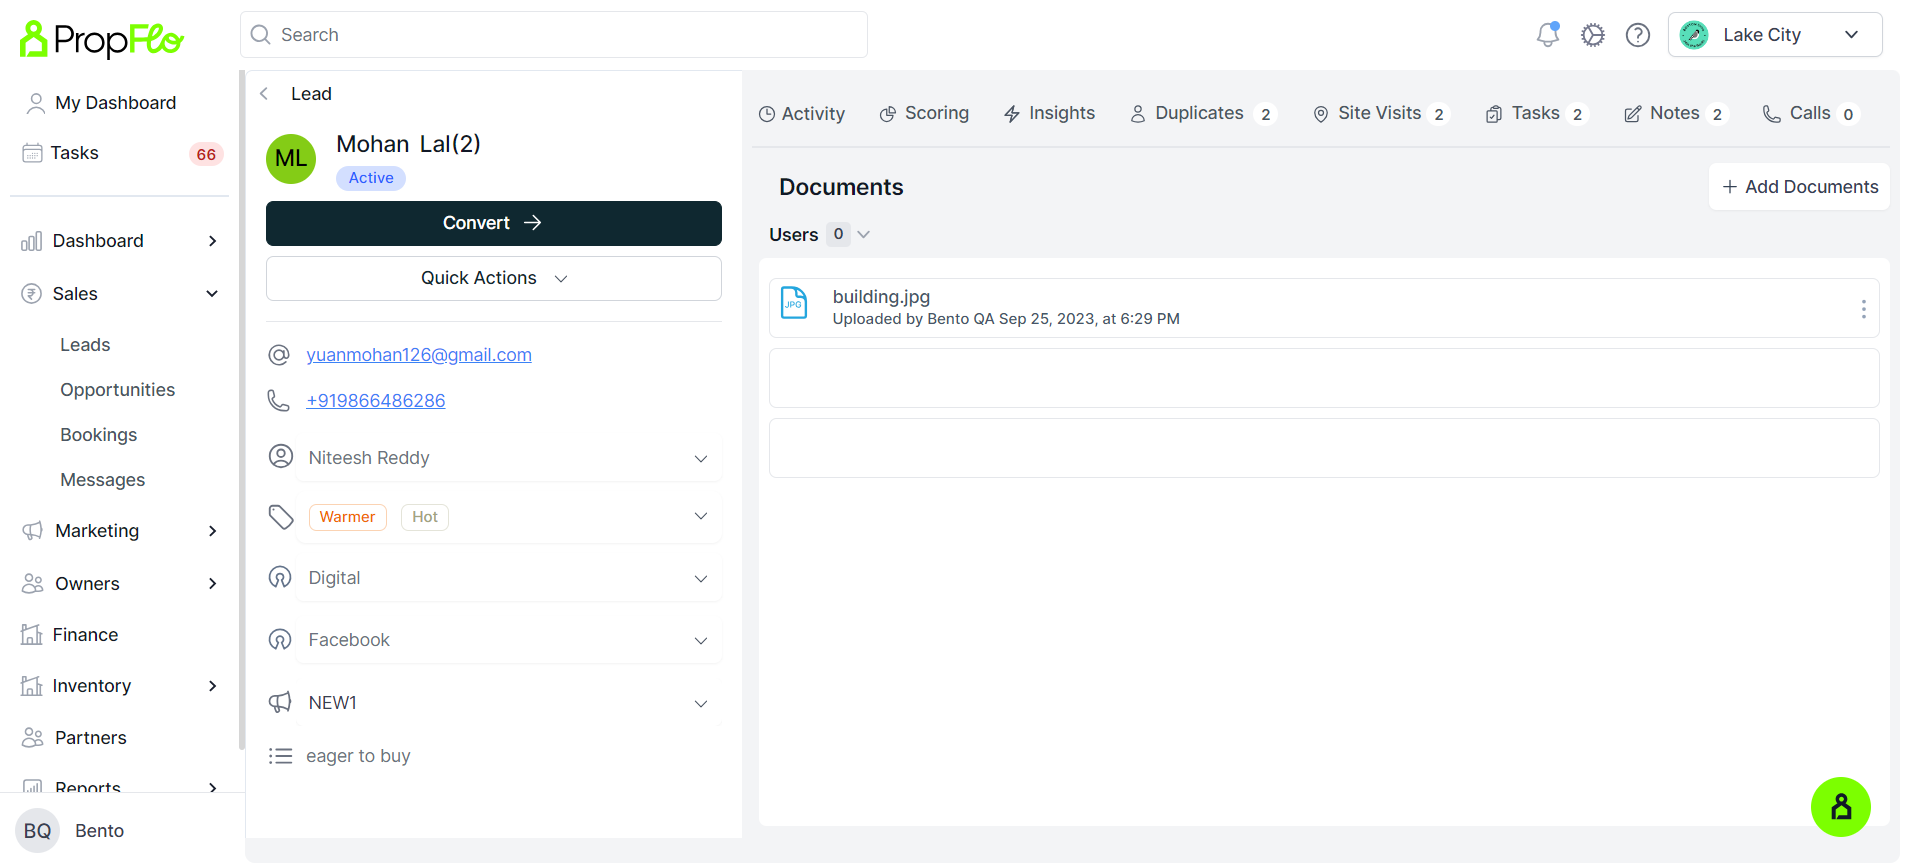 PropFlo
Search
Lake City
My Dashboard
Tasks
66
Dashboard
Sales
Leads
Opportunities
Bookings
Messages
Marketing
Owners
Finance
Inventory
Partners
Reports
BQ
Bento
Lead
ML
Mohan Lal(2)
Active
Convert
Quick Actions
yuanmohan126@gmail.com
+919866486286
Niteesh Reddy
Warmer Hot
Digital
Facebook
NEW1
eager to buy
Activity Scoring Insights Duplicates 2 Site Visits 2 Tasks 2 Notes 2 Calls 0
Documents
+ Add Documents
Users 0
JPG
building.jpg
Uploaded by Bento QA Sep 25, 2023, at 6:29 PM